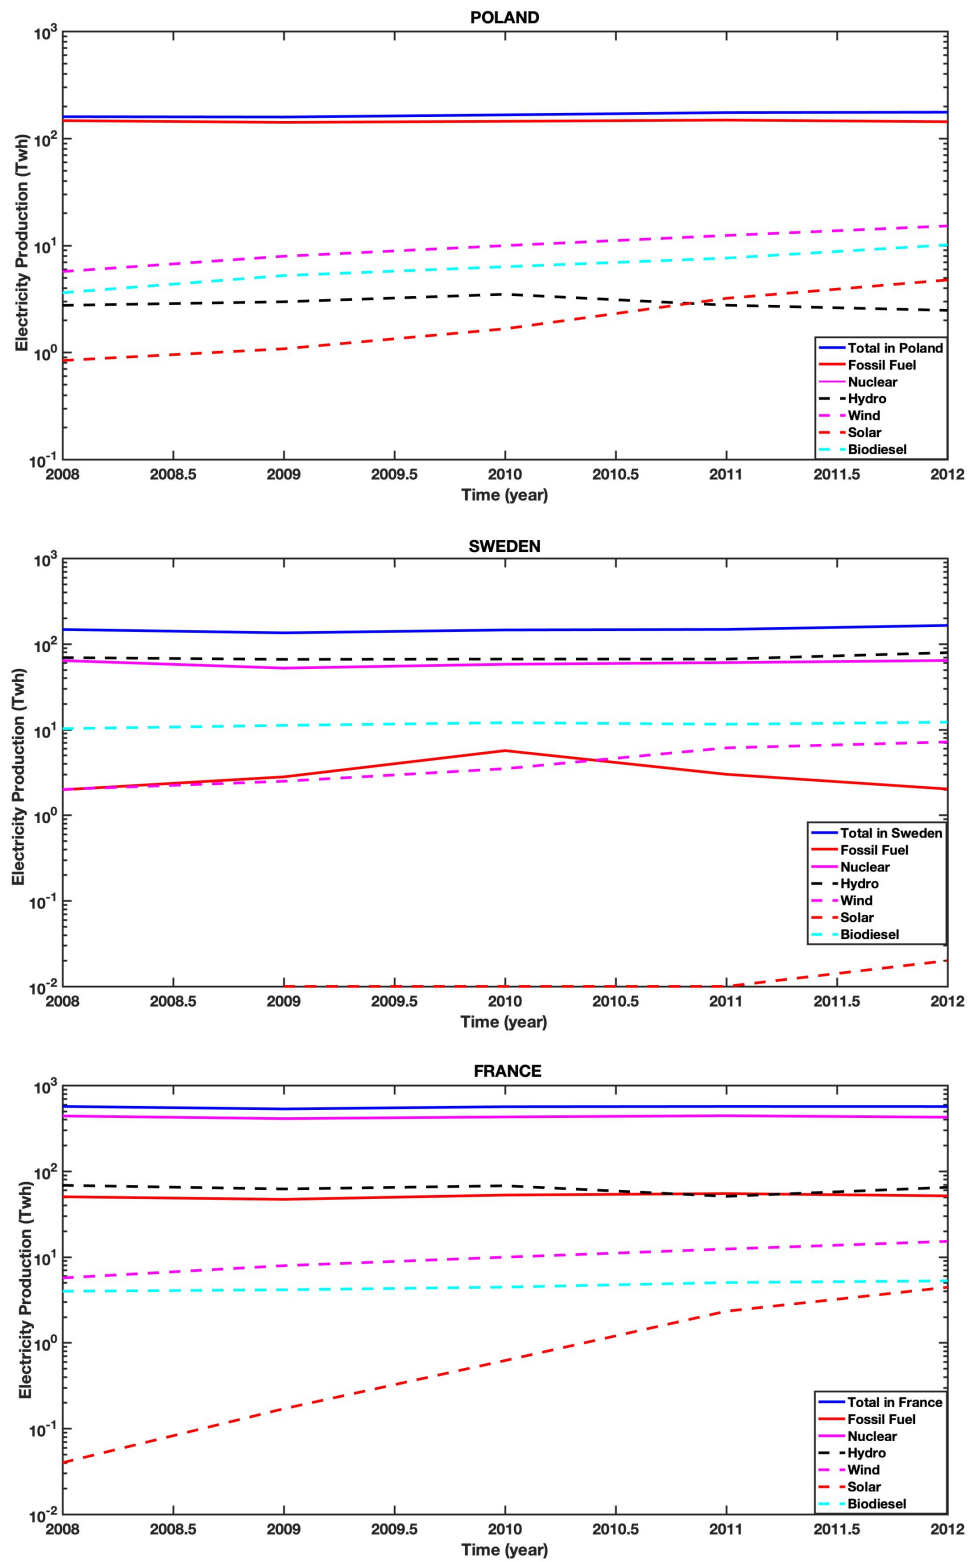 POLAND
Electricity Production (Twh)
10^3
10^2
10^1
10^0
10^-1
2008 2008.5 2009 2009.5 2010 2010.5 2011 2011.5 2012
Time (year)
Total in Poland
Fossil Fuel
Nuclear
Hydro
Wind
Solar
Biodiesel
SWEDEN
Electricity Production (Twh)
10^3
10^2
10^1
10^0
10^-1
10^-2
2008 2008.5 2009 2009.5 2010 2010.5 2011 2011.5 2012
Time (year)
Total in Sweden
Fossil Fuel
Nuclear
Hydro
Wind
Solar
Biodiesel
FRANCE
Electricity Production (Twh)
10^3
10^2
10^1
10^0
10^-1
10^-2
2008 2008.5 2009 2009.5 2010 2010.5 2011 2011.5 2012
Time (year)
Total in France
Fossil Fuel
Nuclear
Hydro
Wind
Solar
Biodiesel